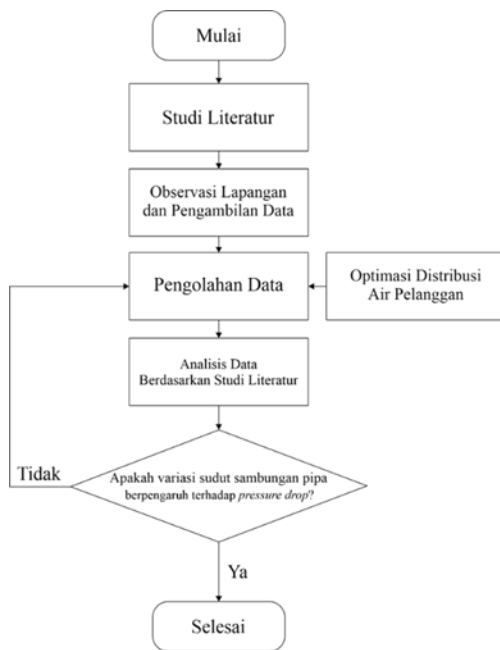 Mulai
Studi Literatur
Observasi Lapangan
dan Pengambilan Data
Pengolahan Data
Optimasi Distribusi
Air Pelanggan
Analisis Data
Berdasarkan Studi Literatur
Apakah variasi sudut sambungan pipa
berpengaruh terhadap pressure drop?
Tidak
Ya
Selesai